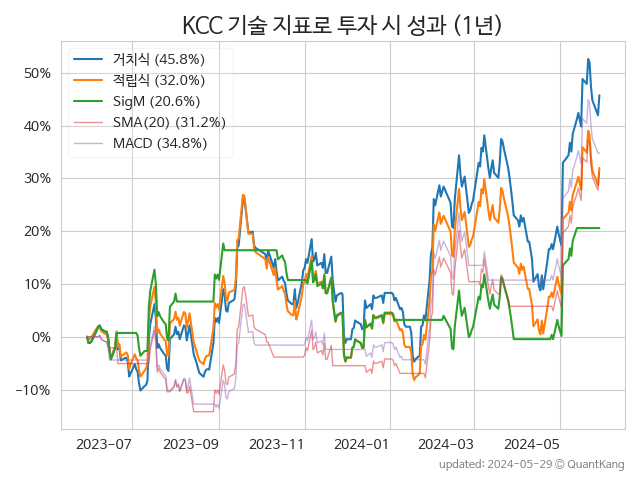 KCC 기술 지표로 투자 시 성과 (1년)
거치식 (45.8%)
적립식 (32.0%)
SigM (20.6%)
SMA(20) (31.2%)
MACD (34.8%)
50%
40%
30%
20%
10%
0%
−10%
2023−07 2023−09 2023−11 2024−01 2024−03 2024−05
updated: 2024−05−29 © QuantKang